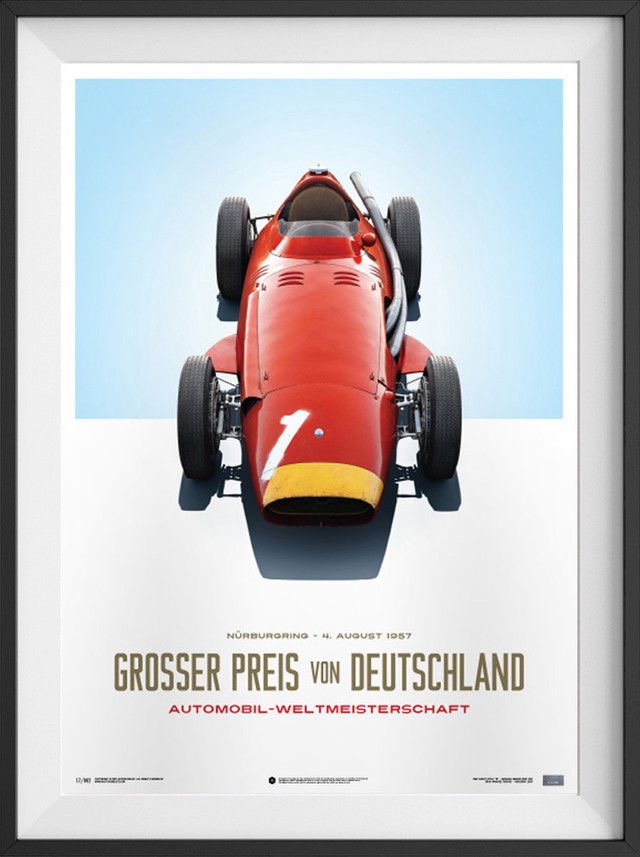 1
NÜRBURGRING - 4. AUGUST 1957
GROSSER PREIS VON DEUTSCHLAND
AUTOMOBIL-WELTMEISTERSCHAFT